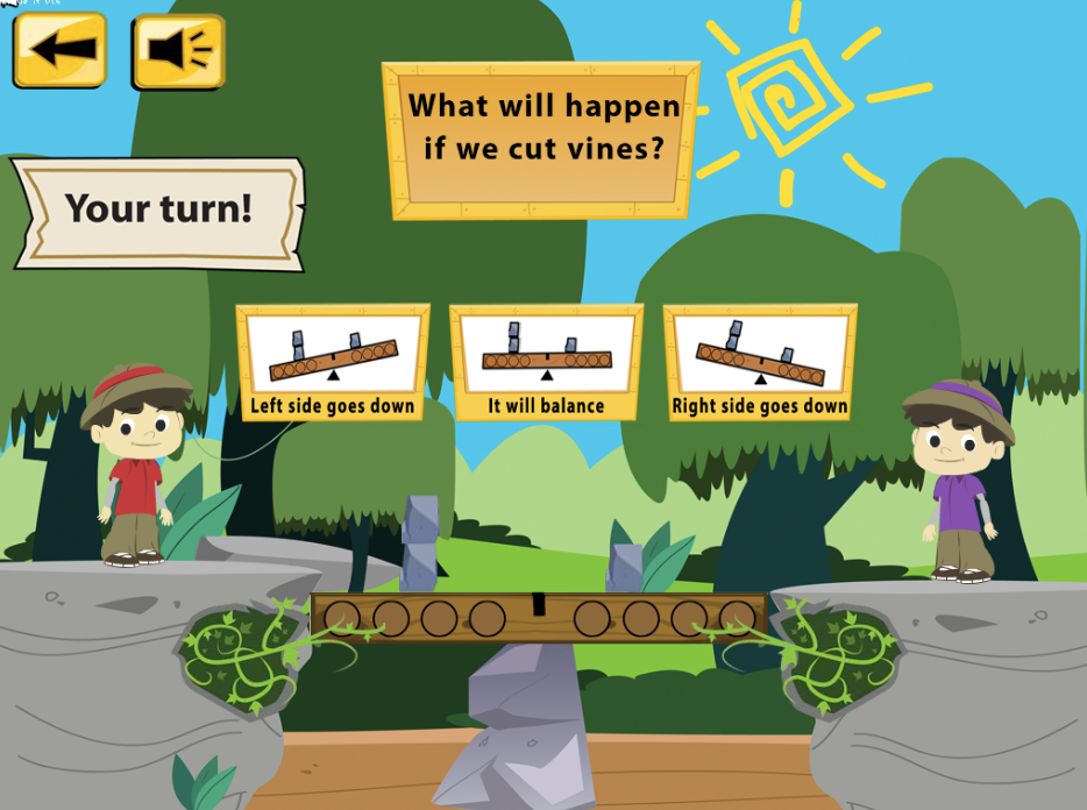 What will happen
if we cut vines?
Your turn!
Left side goes down
It will balance
Right side goes down